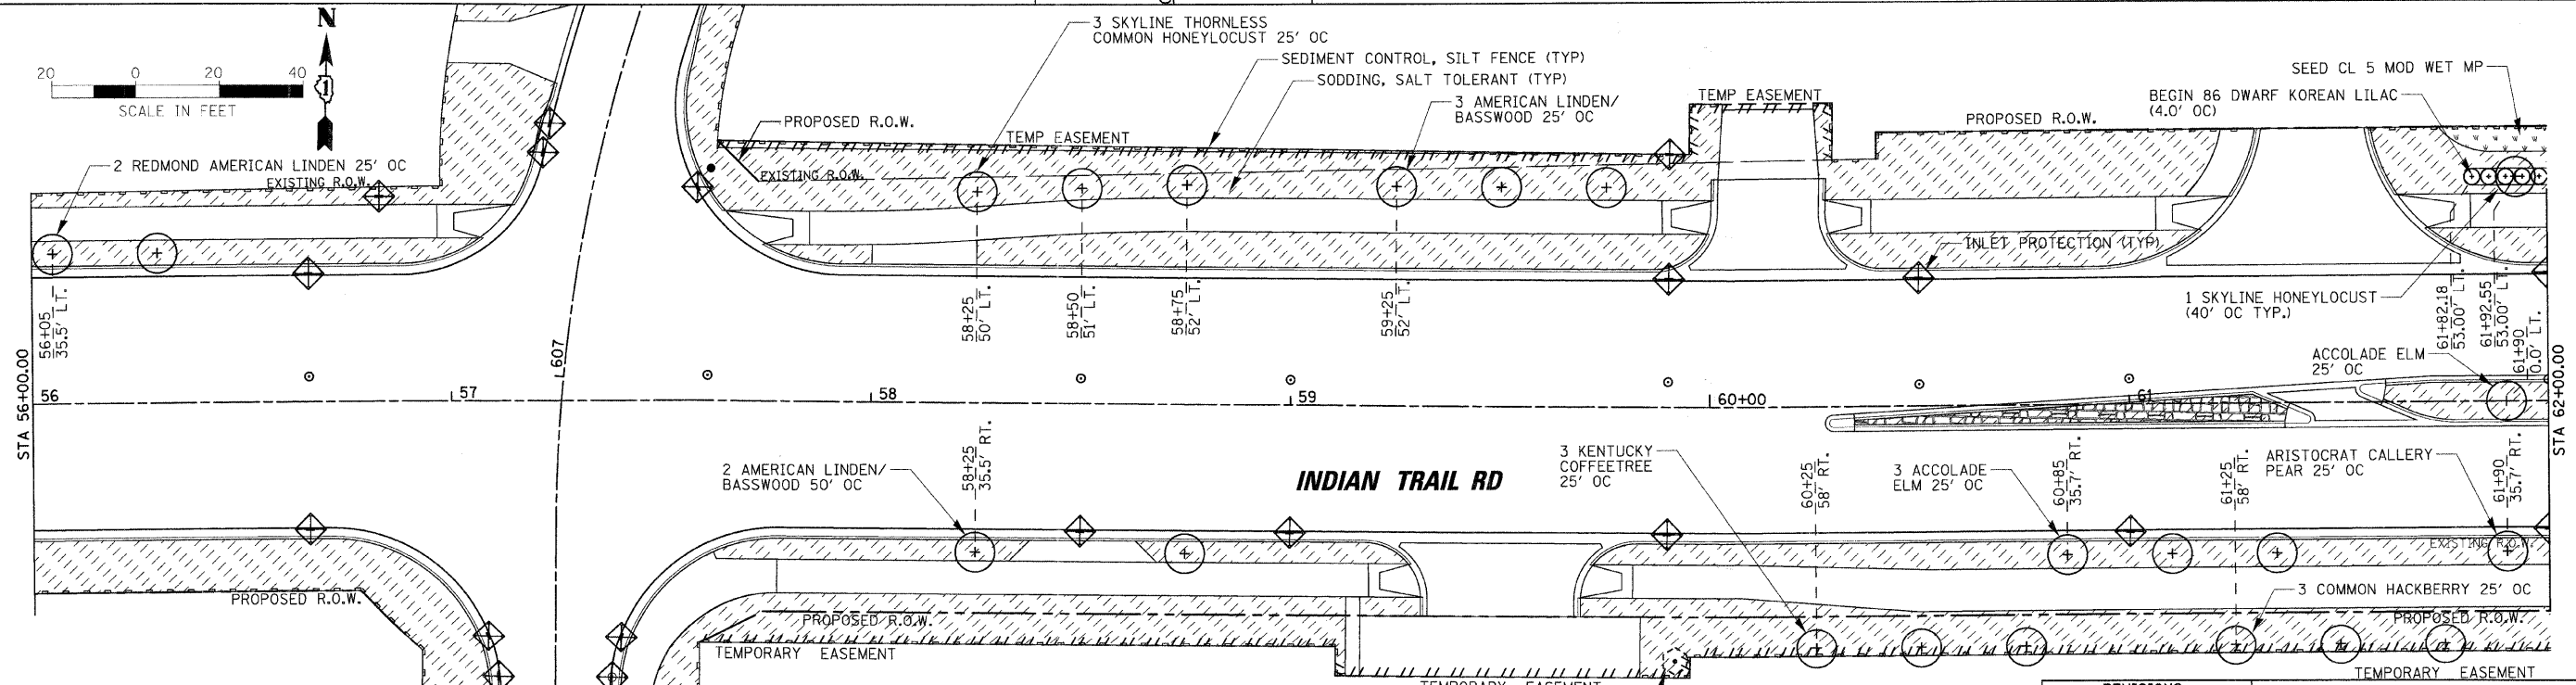 N
3 SKYLINE THORNLESS
COMMON HONEYLOCUST 25' OC
SEDIMENT CONTROL, SILT FENCE (TYP)
SODDING, SALT TOLERANT (TYP)
3 AMERICAN LINDEN/
BASSWOOD 25' OC
20 0 20 40
1
SCALE IN FEET
PROPOSED R.O.W.
TEMP EASEMENT
TEMP EASEMENT
PROPOSED R.O.W.
SEED CL 5 MOD WET MP
BEGIN 86 DWARF KOREAN LILAC
(4.0' OC)
2 REDMOND AMERICAN LINDEN 25' OC
EXISTING R.O.W.
EXISTING R.O.W.
INLET PROTECTION (TYP)
1 SKYLINE HONEYLOCUST
(40' OC TYP.)
56+05
35.5' LT.
58+25
50' LT.
58+50
51' LT.
58+75
52' LT.
59+25
52' LT.
61+82.18
53.00' LT.
61+92.55
53.00' LT.
61+90
0.0' LT.
ACCOLADE ELM
25' OC
STA 56+00.00
L607
STA 62+00.00
56
57
58
59
60+00
61
2 AMERICAN LINDEN/
BASSWOOD 50' OC
58+25
35.5' RT.
INDIAN TRAIL RD
3 KENTUCKY
COFFEETREE
25' OC
60+25
58' RT.
3 ACCOLADE
ELM 25' OC
60+85
35.7' RT.
61+25
58' RT.
ARISTOCRAT CALLERY
PEAR 25' OC
61+90
35.7' RT.
EXISTING R.O.W.
3 COMMON HACKBERRY 25' OC
PROPOSED R.O.W.
PROPOSED R.O.W.
PROPOSED R.O.W.
TEMPORARY EASEMENT
TEMPORARY EASEMENT
TEMPORARY EASEMENT
REVISIONS